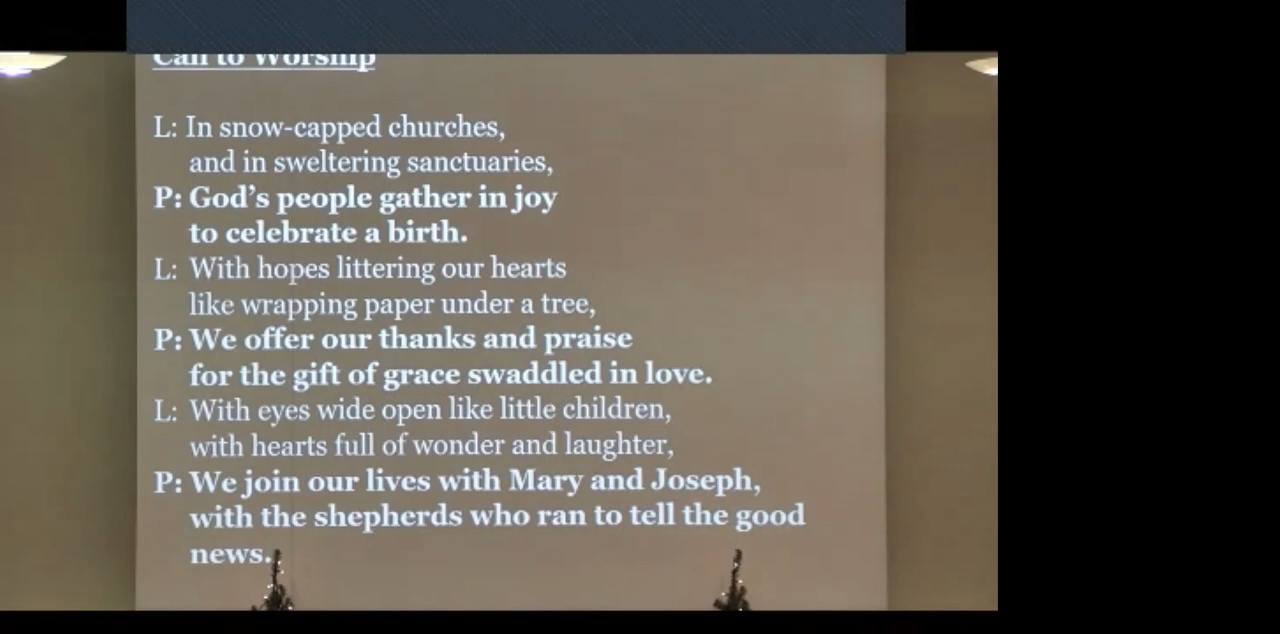 Call to Worship
L: In snow-capped churches,
and in sweltering sanctuaries,
P: God's people gather in joy
to celebrate a birth.
L: With hopes littering our hearts
like wrapping paper under a tree,
P: We offer our thanks and praise
for the gift of grace swaddled in love.
L: With eyes wide open like little children,
with hearts full of wonder and laughter,
P: We join our lives with Mary and Joseph,
with the shepherds who ran to tell the good
news.